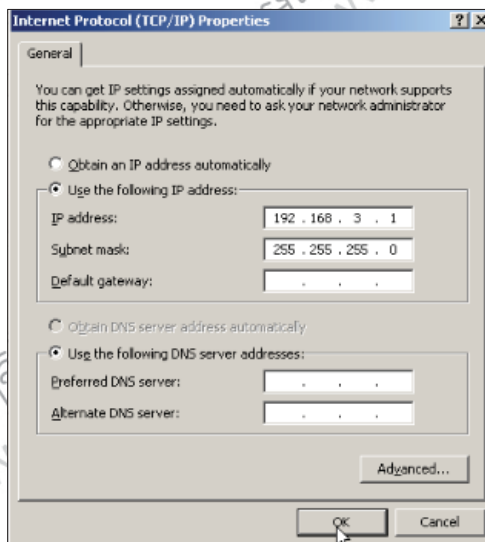 Internet Protocol (TCP/IP) Properties
General
You can get IP settings assigned automatically if your network supports
this capability. Otherwise, you need to ask your network administrator
for the appropriate IP settings.
Obtain an IP address automatically
Use the following IP address:
IP address: 192 . 168 . 3 . 1
Subnet mask: 255 . 255 . 255 . 0
Default gateway: . . .
Obtain DNS server address automatically
Use the following DNS server addresses:
Preferred DNS server: . . .
Alternate DNS server: . . .
Advanced...
OK Cancel